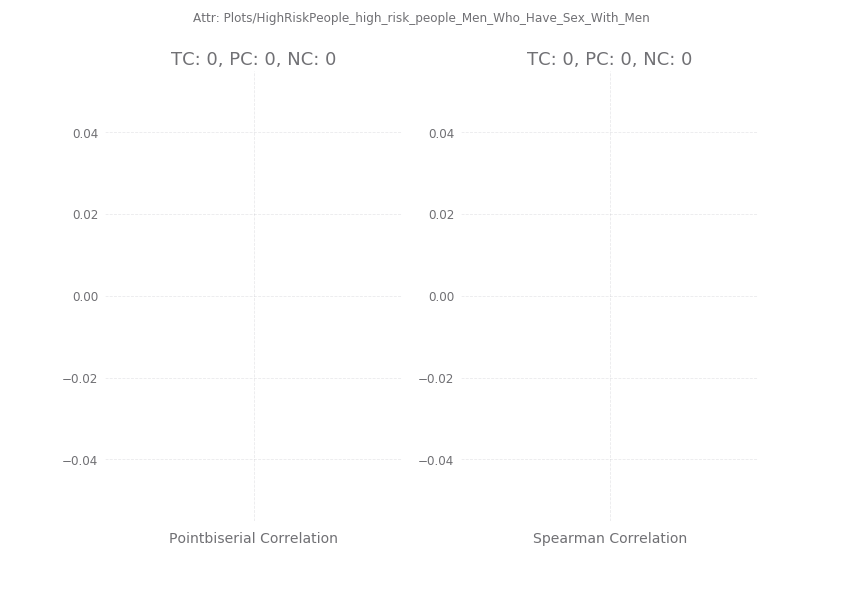 Attr: Plots/HighRiskPeople_high_risk_people_Men_Who_Have_Sex_With_Men
TC: 0, PC: 0, NC: 0
0.04
0.02
0.00
−0.02
−0.04
Pointbiserial Correlation
TC: 0, PC: 0, NC: 0
0.04
0.02
0.00
−0.02
−0.04
Spearman Correlation